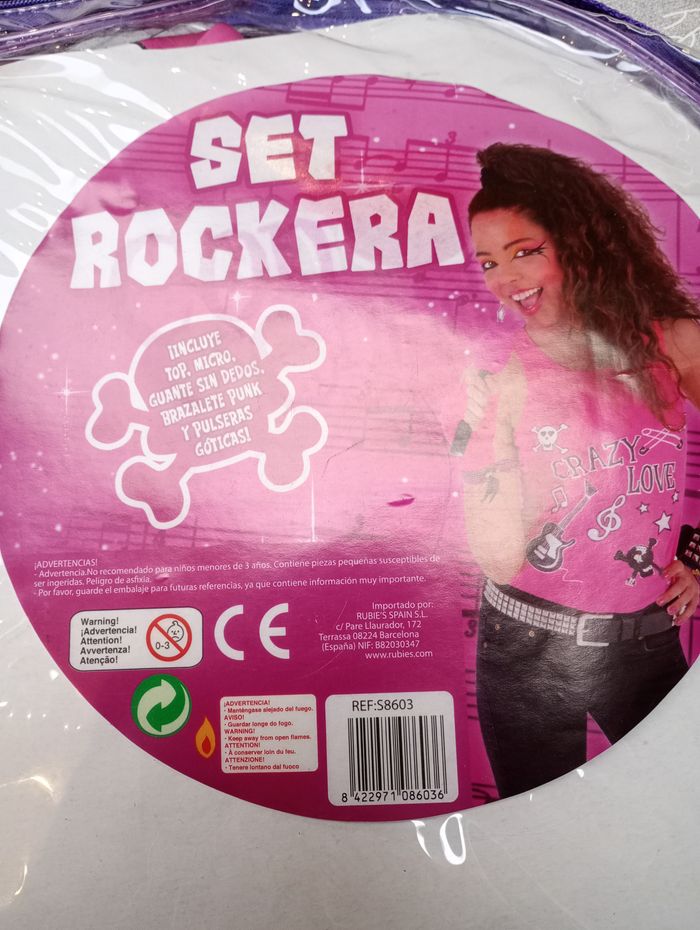 SET
ROCKERA
¡INCLUYE
TOP, MICRO,
GUANTE SIN DEDOS,
BRAZALETE PUNK
Y PULSERAS
GÓTICAS!
CRAZY
LOVE
¡ADVERTENCIAS!
- Advertencia.No recomendado para niños menores de 3 años. Contiene piezas pequeñas susceptibles de
ser ingeridas. Peligro de asfixia.
- Por favor, guarde el embalaje para futuras referencias, ya que contiene información muy importante.
Warning!
¡Advertencia!
Attention!
Avvertenza!
Atenção!
0-3
CE
Importado por:
RUBIE'S SPAIN S.L.
c/ Pare Llaurador, 172
Terrassa 08224 Barcelona
(España) NIF: B82030347
www.rubies.com
¡ADVERTENCIA!
- Manténgase alejado del fuego.
AVISO!
- Guardar longe do fogo.
WARNING!
- Keep away from open flames.
ATTENTION!
- À conserver loin du feu.
ATTENZIONE!
- Tenere lontano dal fuoco
REF:S8603
8 422971 086036